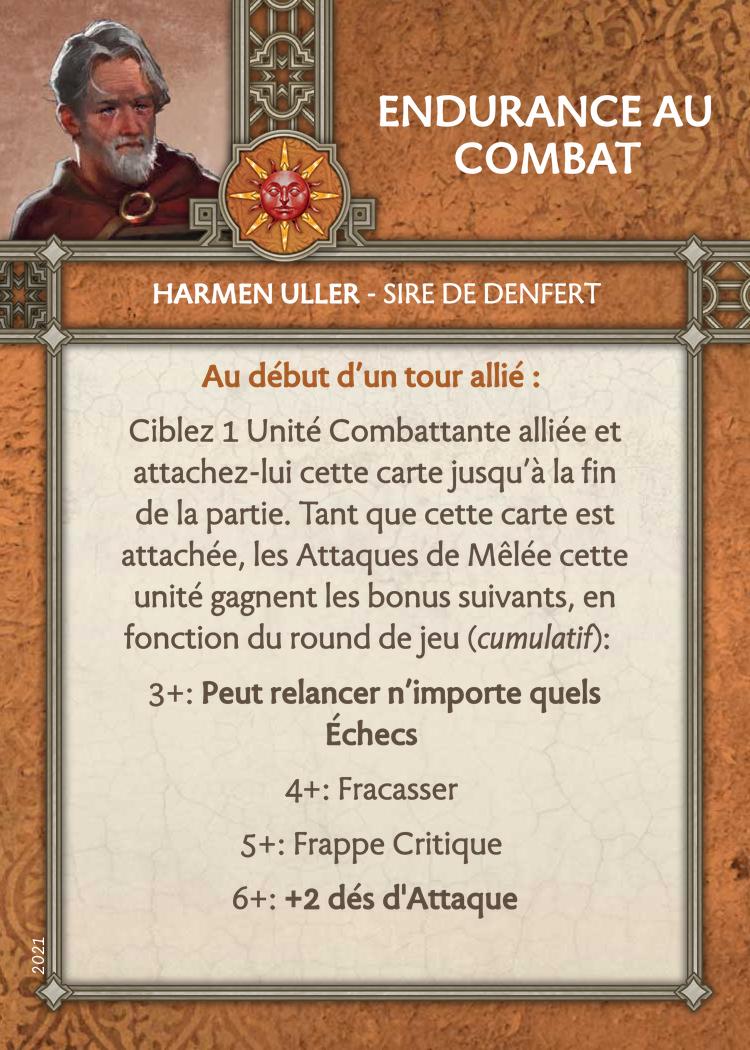 ENDURANCE AU
COMBAT
HARMEN ULLER - SIRE DE DENFERT
Au début d’un tour allié :
Ciblez 1 Unité Combattante alliée et
attachez-lui cette carte jusqu’à la fin
de la partie. Tant que cette carte est
attachée, les Attaques de Mêlée cette
unité gagnent les bonus suivants, en
fonction du round de jeu (cumulatif):
3+: Peut relancer n’importe quels
Échecs
4+: Fracasser
5+: Frappe Critique
6+: +2 dés d'Attaque
2021